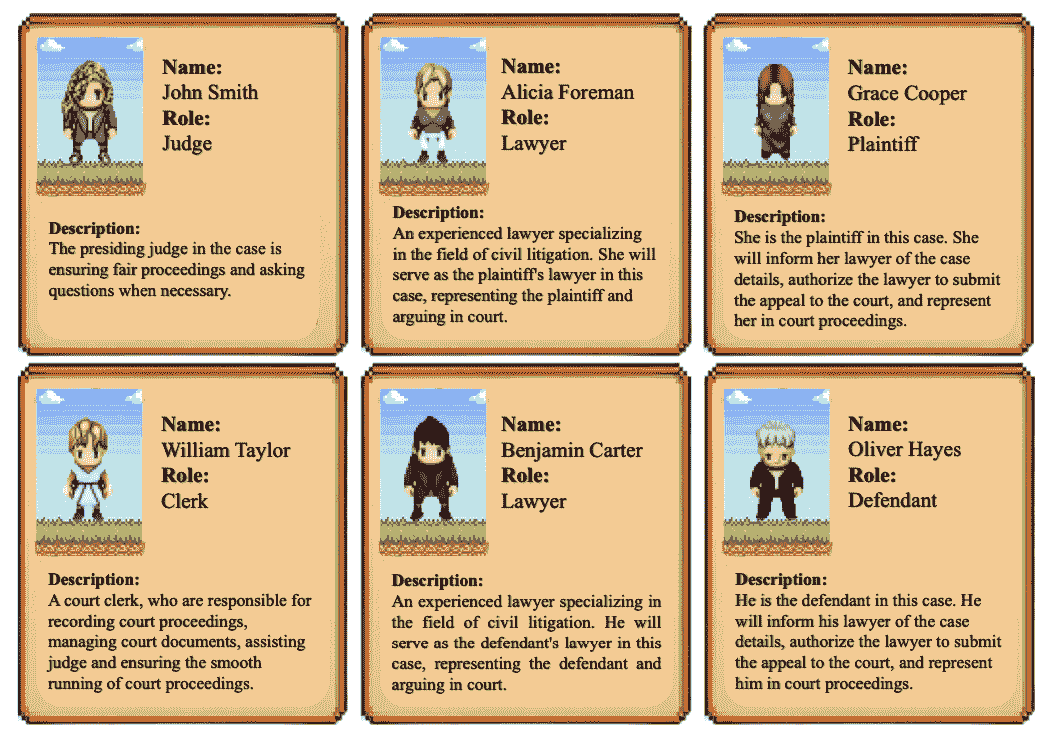 Name:
John Smith
Role:
Judge
Description:
The presiding judge in the case is
ensuring fair proceedings and asking
questions when necessary.
Name:
Alicia Foreman
Role:
Lawyer
Description:
An experienced lawyer specializing
in the field of civil litigation. She will
serve as the plaintiff's lawyer in this
case, representing the plaintiff and
arguing in court.
Name:
Grace Cooper
Role:
Plaintiff
Description:
She is the plaintiff in this case. She
will inform her lawyer of the case
details, authorize the lawyer to submit
the appeal to the court, and represent
her in court proceedings.
Name:
William Taylor
Role:
Clerk
Description:
A court clerk, who are responsible for
recording court proceedings,
managing court documents, assisting
judge and ensuring the smooth
running of court proceedings.
Name:
Benjamin Carter
Role:
Lawyer
Description:
An experienced lawyer specializing in
the field of civil litigation. He will
serve as the defendant's lawyer in this
case, representing the defendant and
arguing in court.
Name:
Oliver Hayes
Role:
Defendant
Description:
He is the defendant in this case. He
will inform his lawyer of the case
details, authorize the lawyer to submit
the appeal to the court, and represent
him in court proceedings.